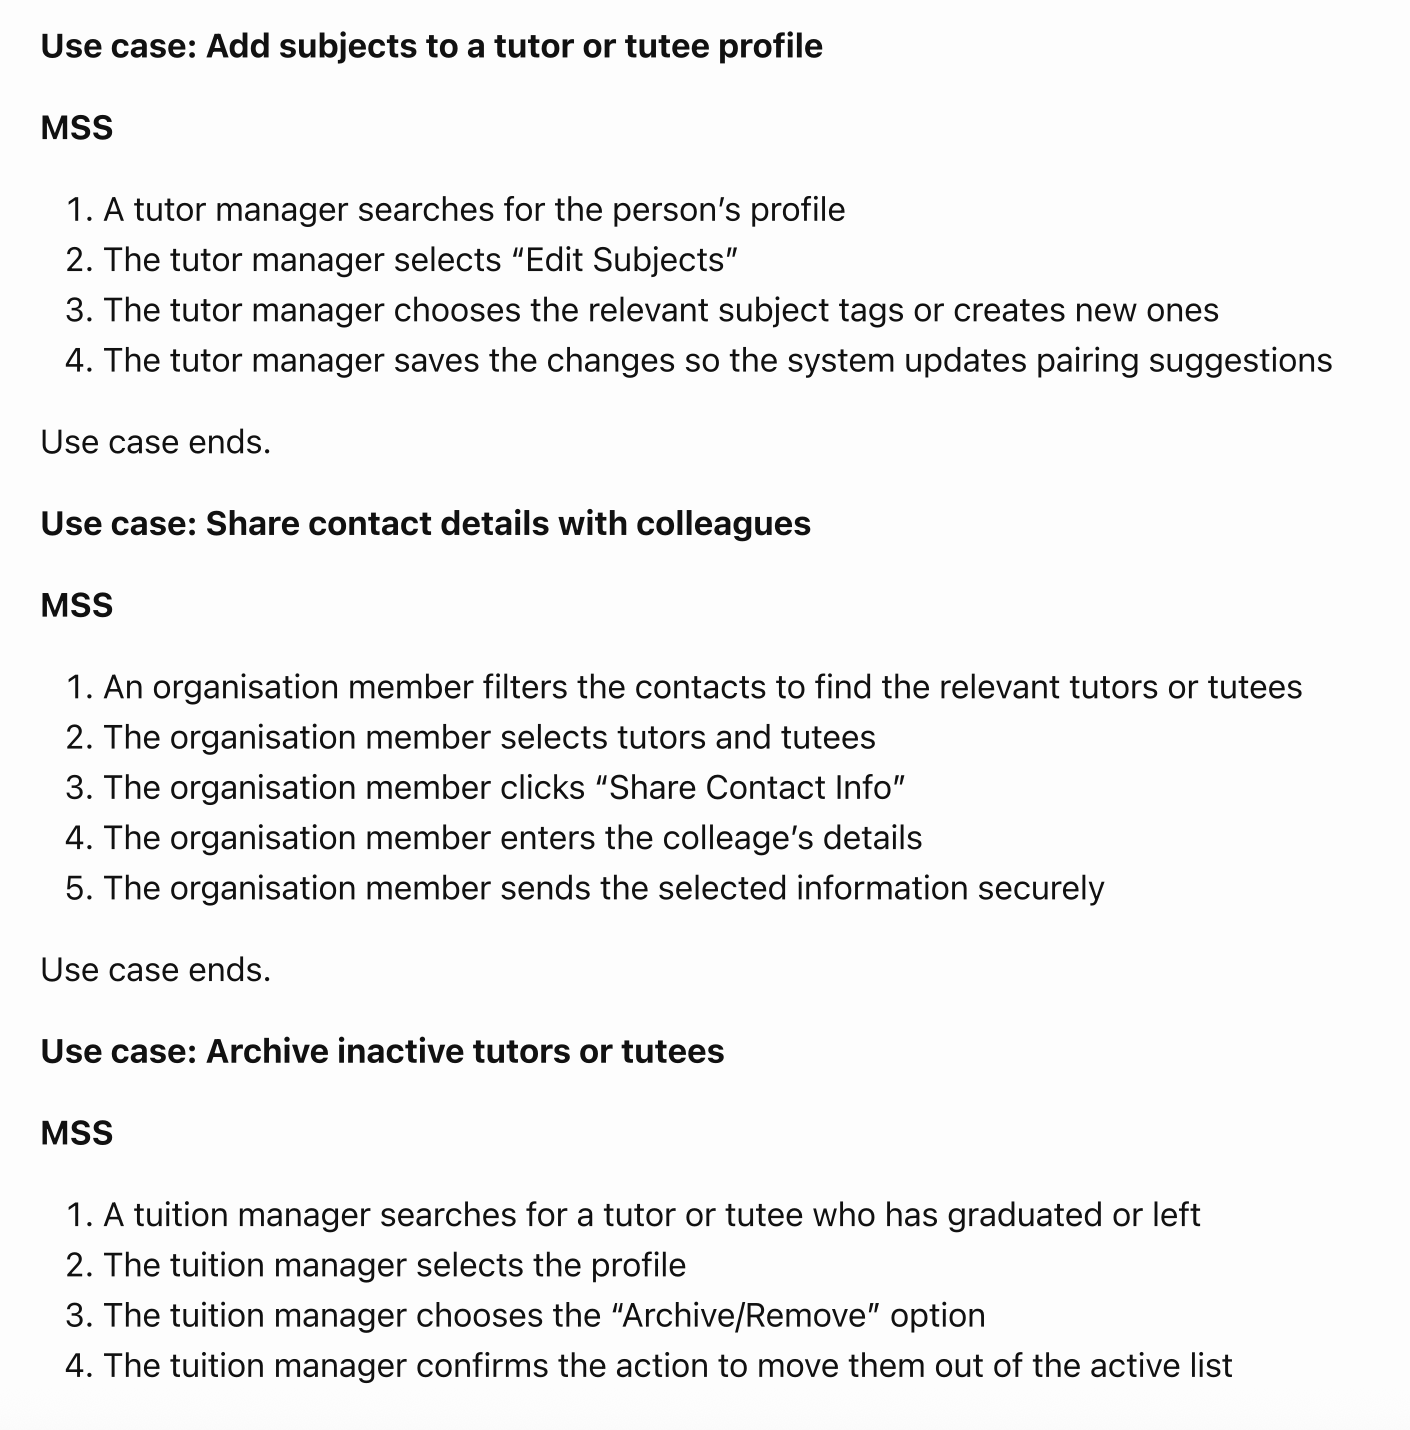 Use case: Add subjects to a tutor or tutee profile
MSS
1. A tutor manager searches for the person’s profile
2. The tutor manager selects “Edit Subjects”
3. The tutor manager chooses the relevant subject tags or creates new ones
4. The tutor manager saves the changes so the system updates pairing suggestions
Use case ends.
Use case: Share contact details with colleagues
MSS
1. An organisation member filters the contacts to find the relevant tutors or tutees
2. The organisation member selects tutors and tutees
3. The organisation member clicks “Share Contact Info”
4. The organisation member enters the colleage’s details
5. The organisation member sends the selected information securely
Use case ends.
Use case: Archive inactive tutors or tutees
MSS
1. A tuition manager searches for a tutor or tutee who has graduated or left
2. The tuition manager selects the profile
3. The tuition manager chooses the “Archive/Remove” option
4. The tuition manager confirms the action to move them out of the active list